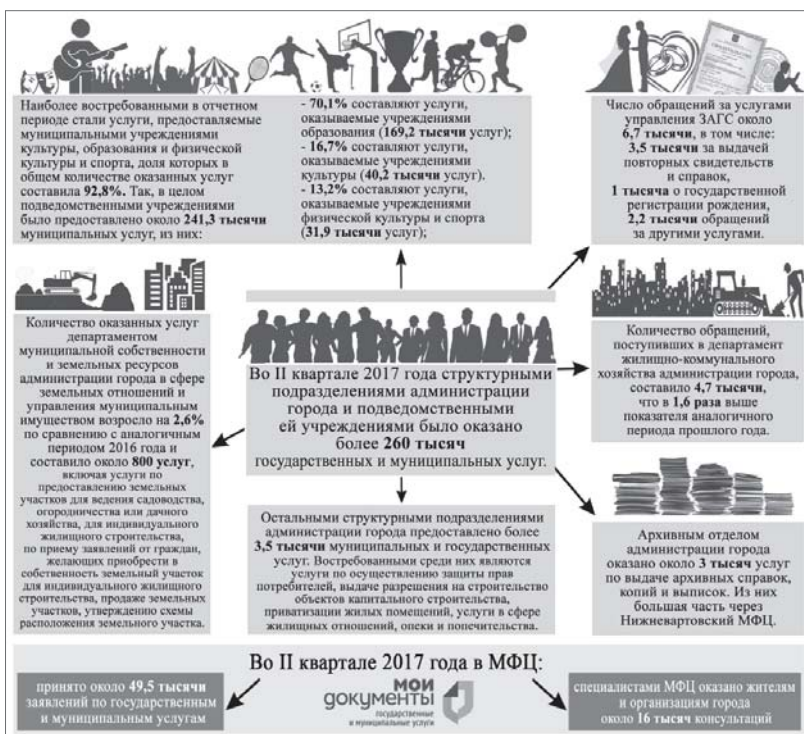 Наиболее востребованными в отчетном
периоде стали услуги, предоставляемые
муниципальными учреждениями
культуры, образования и физической
культуры и спорта, доля которых в
общем количестве оказанных услуг
составила 92,8%. Так, в целом
подведомственными учреждениями
было предоставлено около 241,3 тысячи
муниципальных услуг, из них:
- 70,1% составляют услуги,
оказываемые учреждениями
образования (169,2 тысячи услуг);
- 16,7% составляют услуги,
оказываемые учреждениями
культуры (40,2 тысячи услуг).
- 13,2% составляют услуги,
оказываемые учреждениями
физической культуры и спорта
(31,9 тысячи услуг);
Число обращений за услугами
управления ЗАГС около
6,7 тысячи, в том числе:
3,5 тысячи за выдачей
повторных свидетельств
и справок,
1 тысяча о государственной
регистрации рождения,
2,2 тысячи обращений
за другими услугами.
Количество оказанных услуг
департаментом
муниципальной собственности
и земельных ресурсов
администрации города в сфере
земельных отношений и
управления муниципальным
имуществом возросло на 2,6%
по сравнению с аналогичным
периодом 2016 года и
составило около 800 услуг,
включая услуги по
предоставлению земельных
участков для ведения садоводства,
огородничества или дачного
хозяйства, для индивидуального
жилищного строительства,
по приему заявлений от граждан,
желающих приобрести в
собственность земельный участок
для индивидуального жилищного
строительства, продаже земельных
участков, утверждению схемы
расположения земельного участка.
Во II квартале 2017 года структурными
подразделениями администрации
города и подведомственными
ей учреждениями было оказано
более 260 тысяч
государственных и муниципальных услуг.
Количество обращений,
поступивших в департамент
жилищно-коммунального
хозяйства администрации города,
составило 4,7 тысячи,
что в 1,6 раза выше
показателя аналогичного
периода прошлого года.
Остальными структурными подразделениями
администрации города предоставлено более
3,5 тысячи муниципальных и государственных
услуг. Востребованными среди них являются
услуги по осуществлению защиты прав
потребителей, выдаче разрешения на строительство
объектов капитального строительства,
приватизации жилых помещений, услуги в сфере
жилищных отношений, опеки и попечительства.
Архивным отделом
администрации города
оказано около 3 тысяч услуг
по выдаче архивных справок,
копий и выписок. Из них
большая часть через
Нижневартовский МФЦ.
Во II квартале 2017 года в МФЦ:
принято около 49,5 тысячи
заявлений по государственным
и муниципальным услугам
мои
документы
государственные
и муниципальные услуги
специалистами МФЦ оказано жителям
и организациям города
около 16 тысяч консультаций